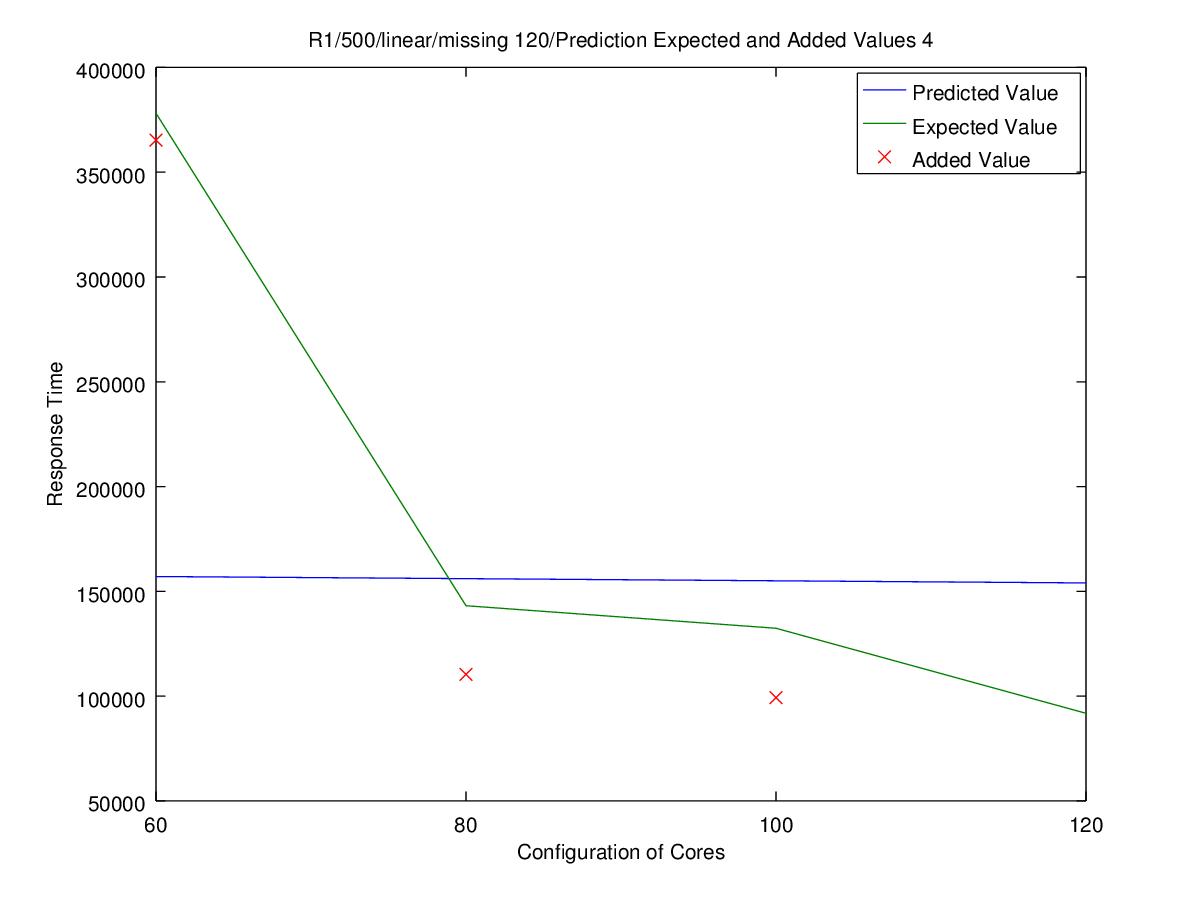 R1/500/linear/missing 120/Prediction Expected and Added Values 4
400000
350000
300000
250000
200000
150000
100000
50000
Response Time
60
80
100
120
Configuration of Cores
Predicted Value
Expected Value
Added Value